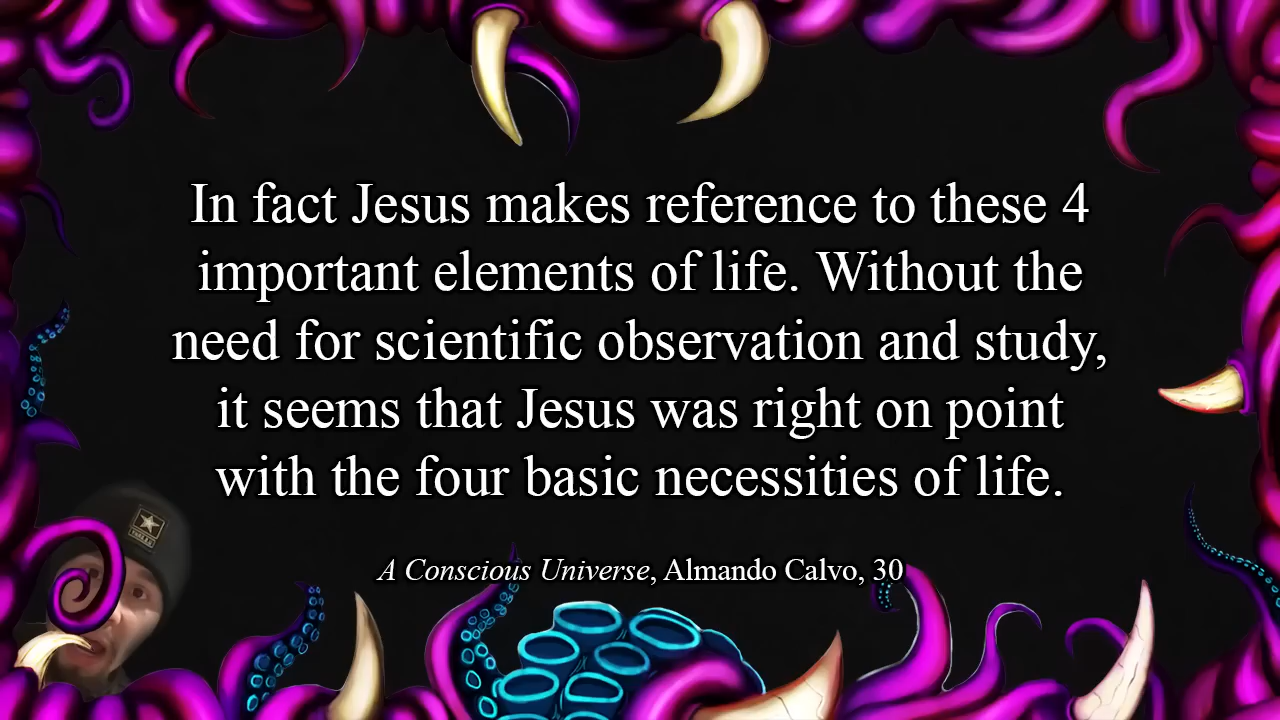 In fact Jesus makes reference to these 4
important elements of life. Without the
need for scientific observation and study,
it seems that Jesus was right on point
with the four basic necessities of life.
A Conscious Universe, Almando Calvo, 30